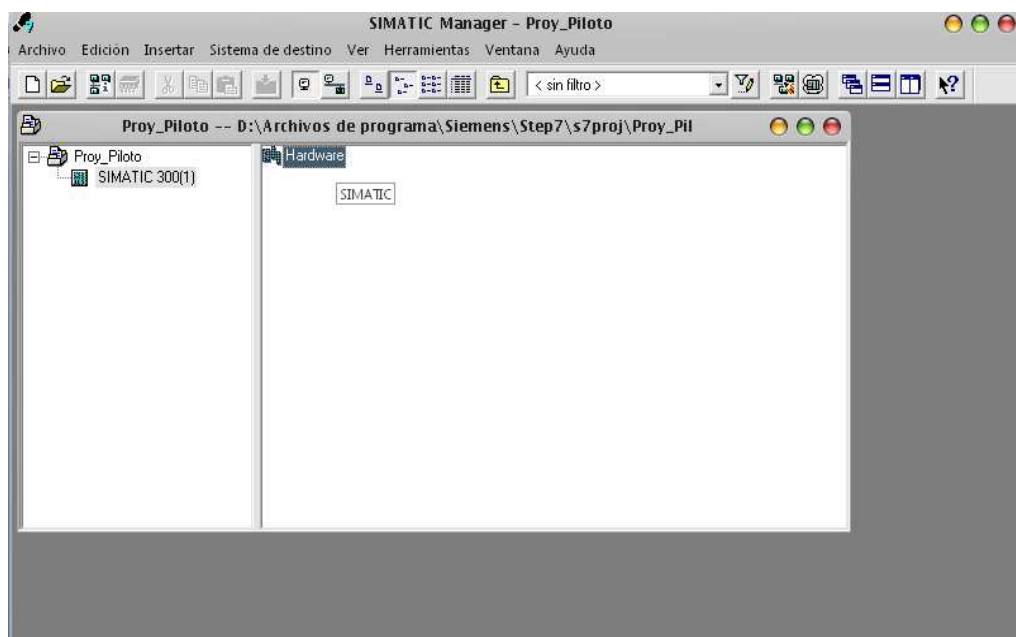 SIMATIC Manager - Proy_Piloto
Archivo Edición Insertar Sistema de destino Ver Herramientas Ventana Ayuda
< sin filtro >
Proy_Piloto -- D:\Archivos de programa\Siemens\Step7\s7proj\Proy_Pil
Proy_Piloto
SIMATIC 300(1)
Hardware
SIMATIC